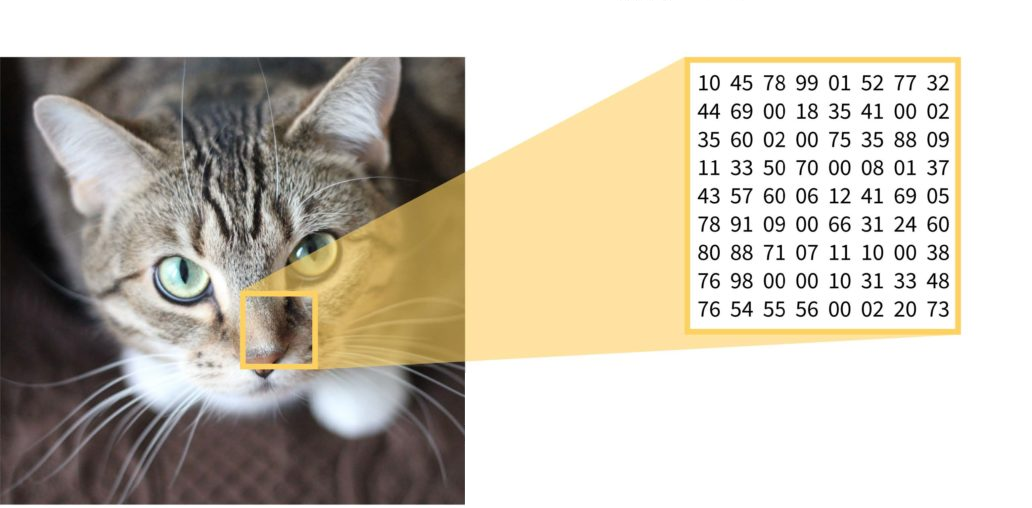 10 45 78 99 01 52 77 32
44 69 00 18 35 41 00 02
35 60 02 00 75 35 88 09
11 33 50 70 00 08 01 37
43 57 60 06 12 41 69 05
78 91 09 00 66 31 24 60
80 88 71 07 11 10 00 38
76 98 00 00 10 31 33 48
76 54 55 56 00 02 20 73